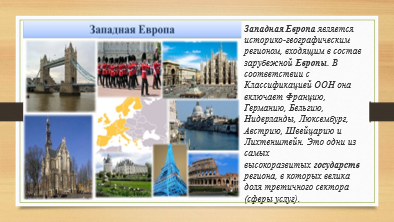 Западная Европа
Западная Европа является
историко-географическим
регионом, входящим в состав
зарубежной Европы. В
соответствии с
Классификацией ООН она
включает Францию,
Германию, Бельгию,
Нидерланды, Люксембург,
Австрию, Швейцарию и
Лихтенштейн. Это одни из
самых
высокоразвитых государств
региона, в которых велика
доля третичного сектора
(сферы услуг).